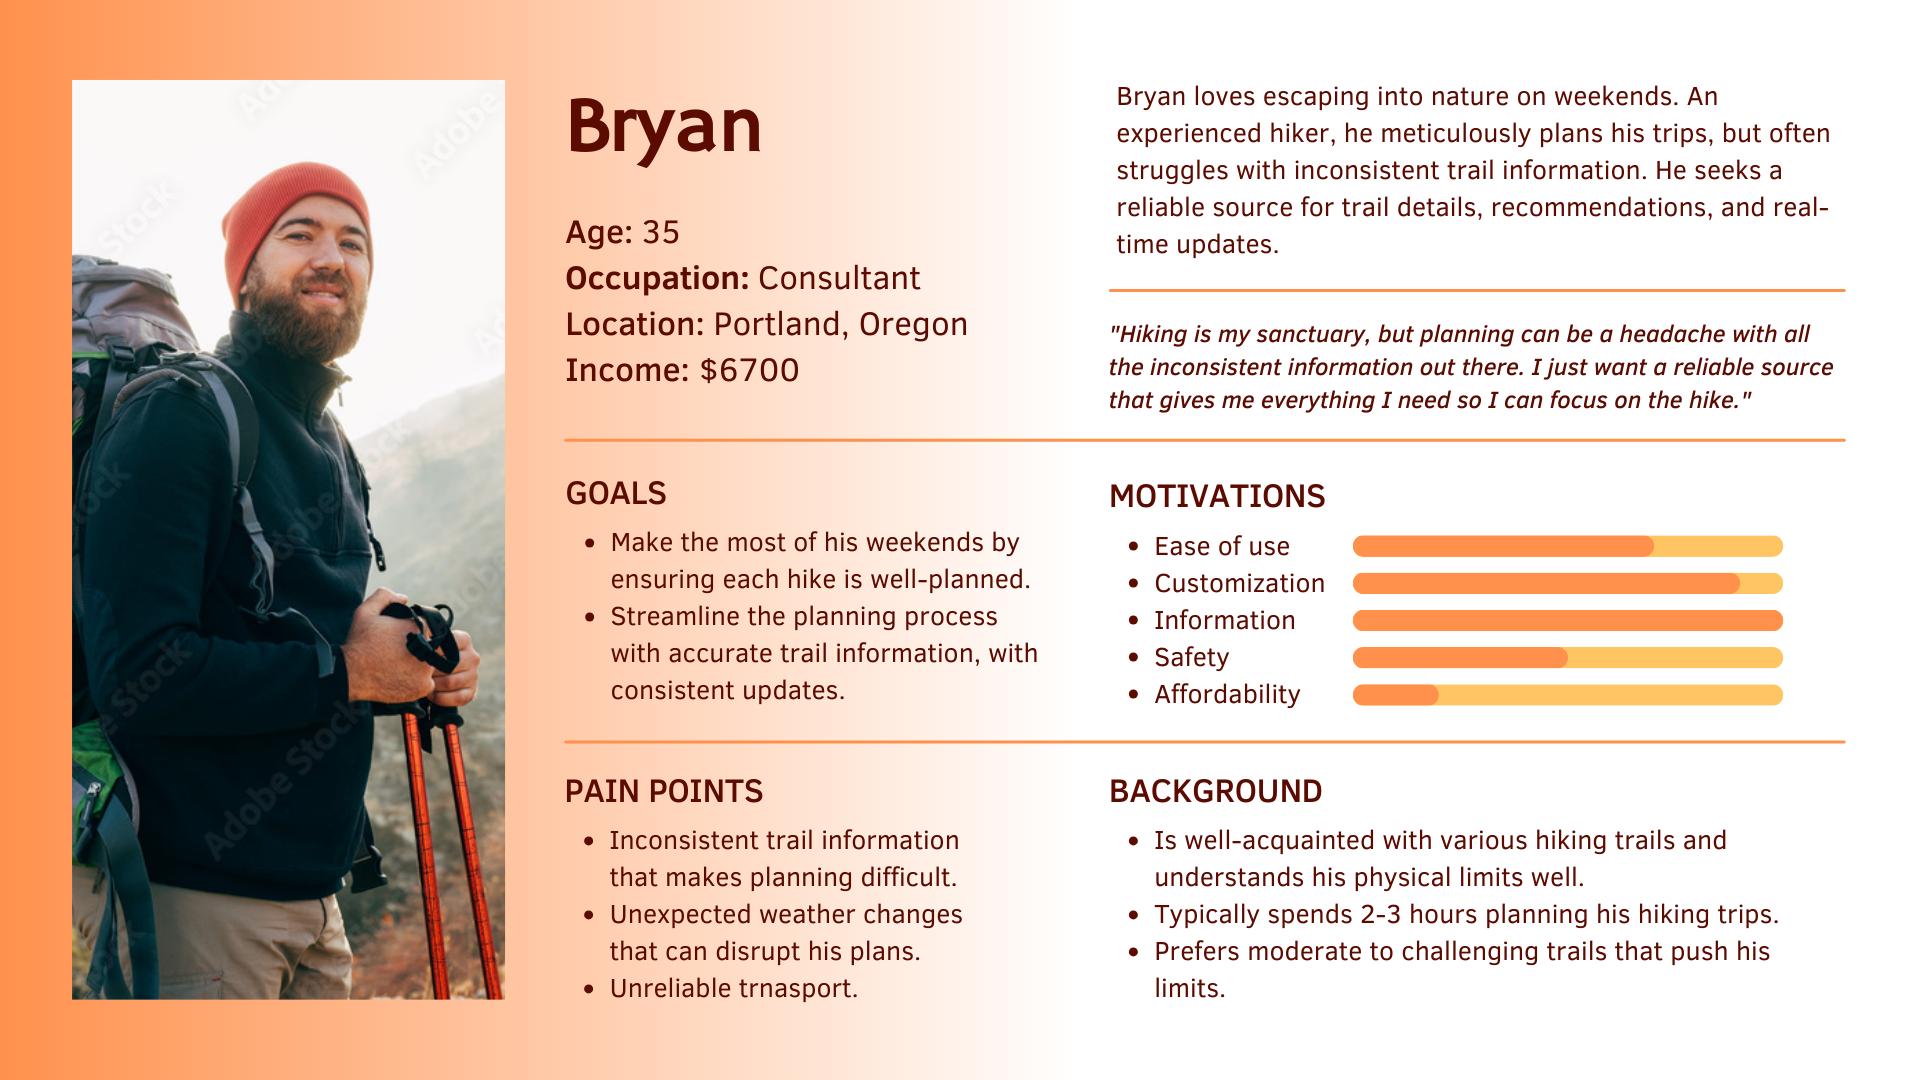 Bryan
Age: 35
Occupation: Consultant
Location: Portland, Oregon
Income: $6700
Bryan loves escaping into nature on weekends. An
experienced hiker, he meticulously plans his trips, but often
struggles with inconsistent trail information. He seeks a
reliable source for trail details, recommendations, and real-
time updates.
"Hiking is my sanctuary, but planning can be a headache with all
the inconsistent information out there. I just want a reliable source
that gives me everything I need so I can focus on the hike."
GOALS
• Make the most of his weekends by
ensuring each hike is well-planned.
• Streamline the planning process
with accurate trail information, with
consistent updates.
MOTIVATIONS
• Ease of use
• Customization
• Information
• Safety
• Affordability
PAIN POINTS
• Inconsistent trail information
that makes planning difficult.
• Unexpected weather changes
that can disrupt his plans.
• Unreliable trnasport.
BACKGROUND
• Is well-acquainted with various hiking trails and
understands his physical limits well.
• Typically spends 2-3 hours planning his hiking trips.
• Prefers moderate to challenging trails that push his
limits.
Adobe Stock